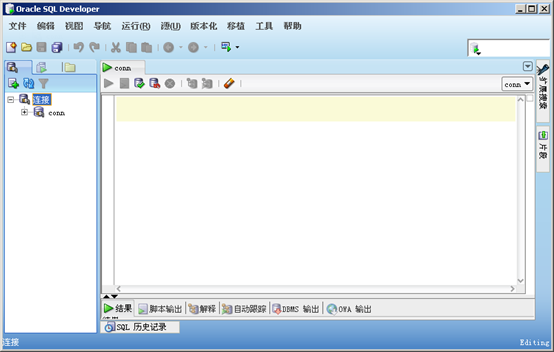 Oracle SQL Developer
文件 编辑 视图 导航 运行(R) 源(U) 版本化 移植 工具 帮助
conn
conn
连接
conn
扩展搜索
片段
结果 脚本输出 解释 自动跟踪 DBMS 输出 OWA 输出
SQL 历史记录
连接 Editing